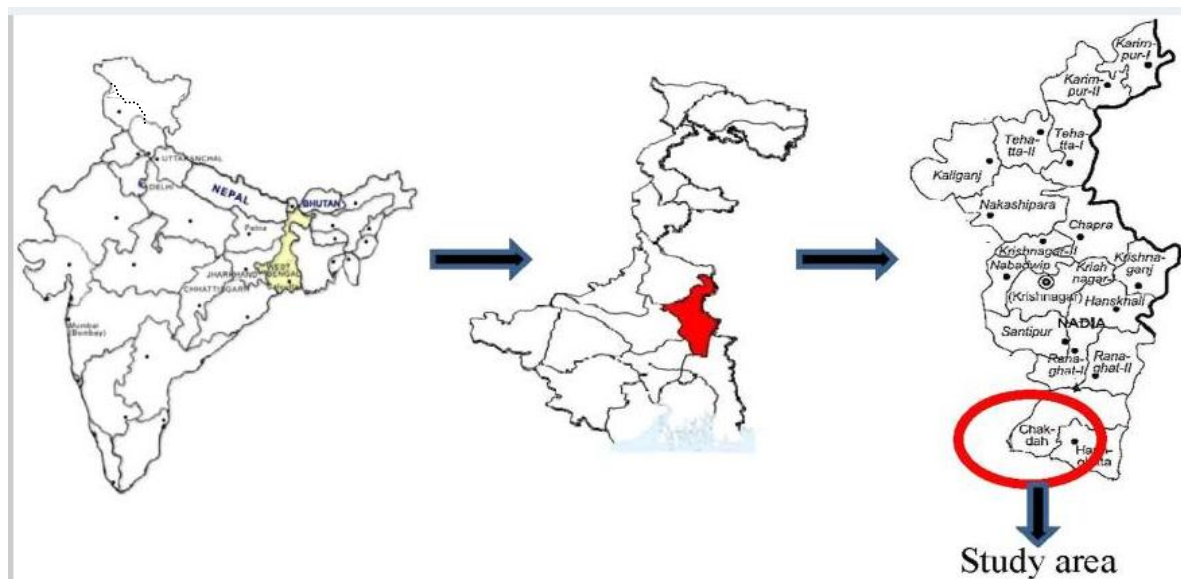 UTTARANCHAL
DELHI
NEPAL
BHUTAN
Patna
JHARKHAND
WEST
BENGAL
CHHATTISGARH
Mumbai
(Bombay)
Karim-
pur-I
Karim-
pur-II
Teha-
tta-II
Teha-
tta-I
Kaliganj
Nakashipara
Chapra
Krishnagar-II
Nabadwip
Krish
nagar-I
Krishna-
ganj
(Krishnagar)
Hanskhali
NADIA
Santipur
Rana-
ghat-I
Rana-
ghat-II
Chak-
dah
Study area